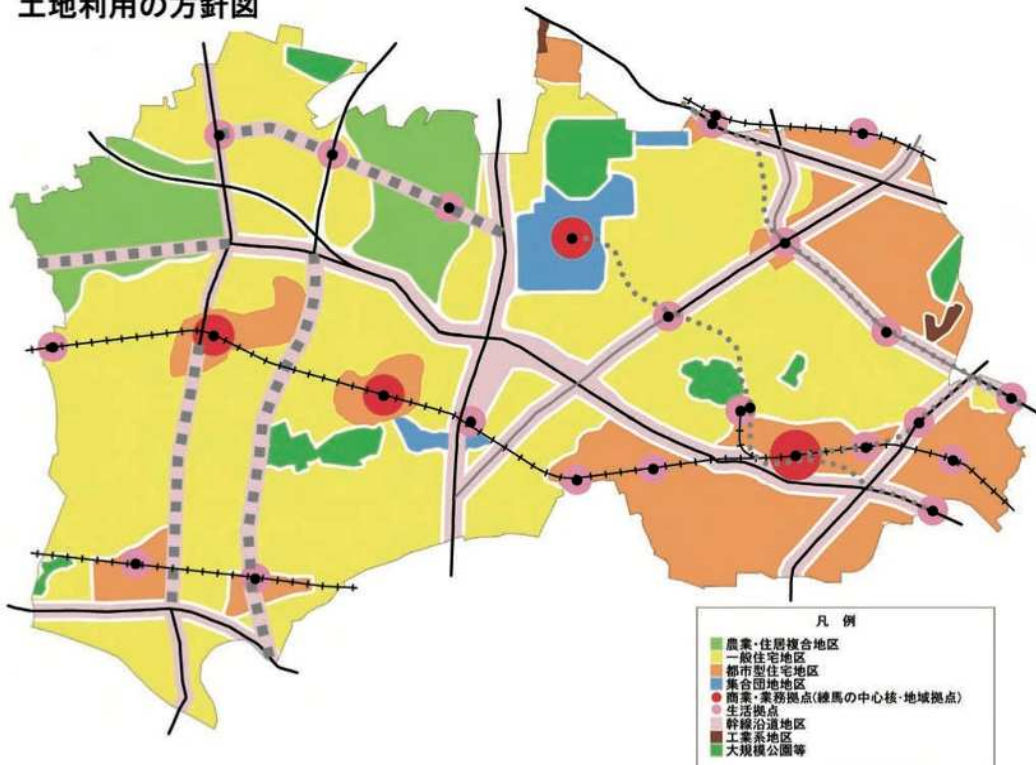 土地利用の方針図
凡 例
農業・住居複合地区
一般住宅地区
都市型住宅地区
集合団地地区
商業・業務拠点(練馬の中心核・地域拠点)
生活拠点
幹線沿道地区
工業系地区
大規模公園等